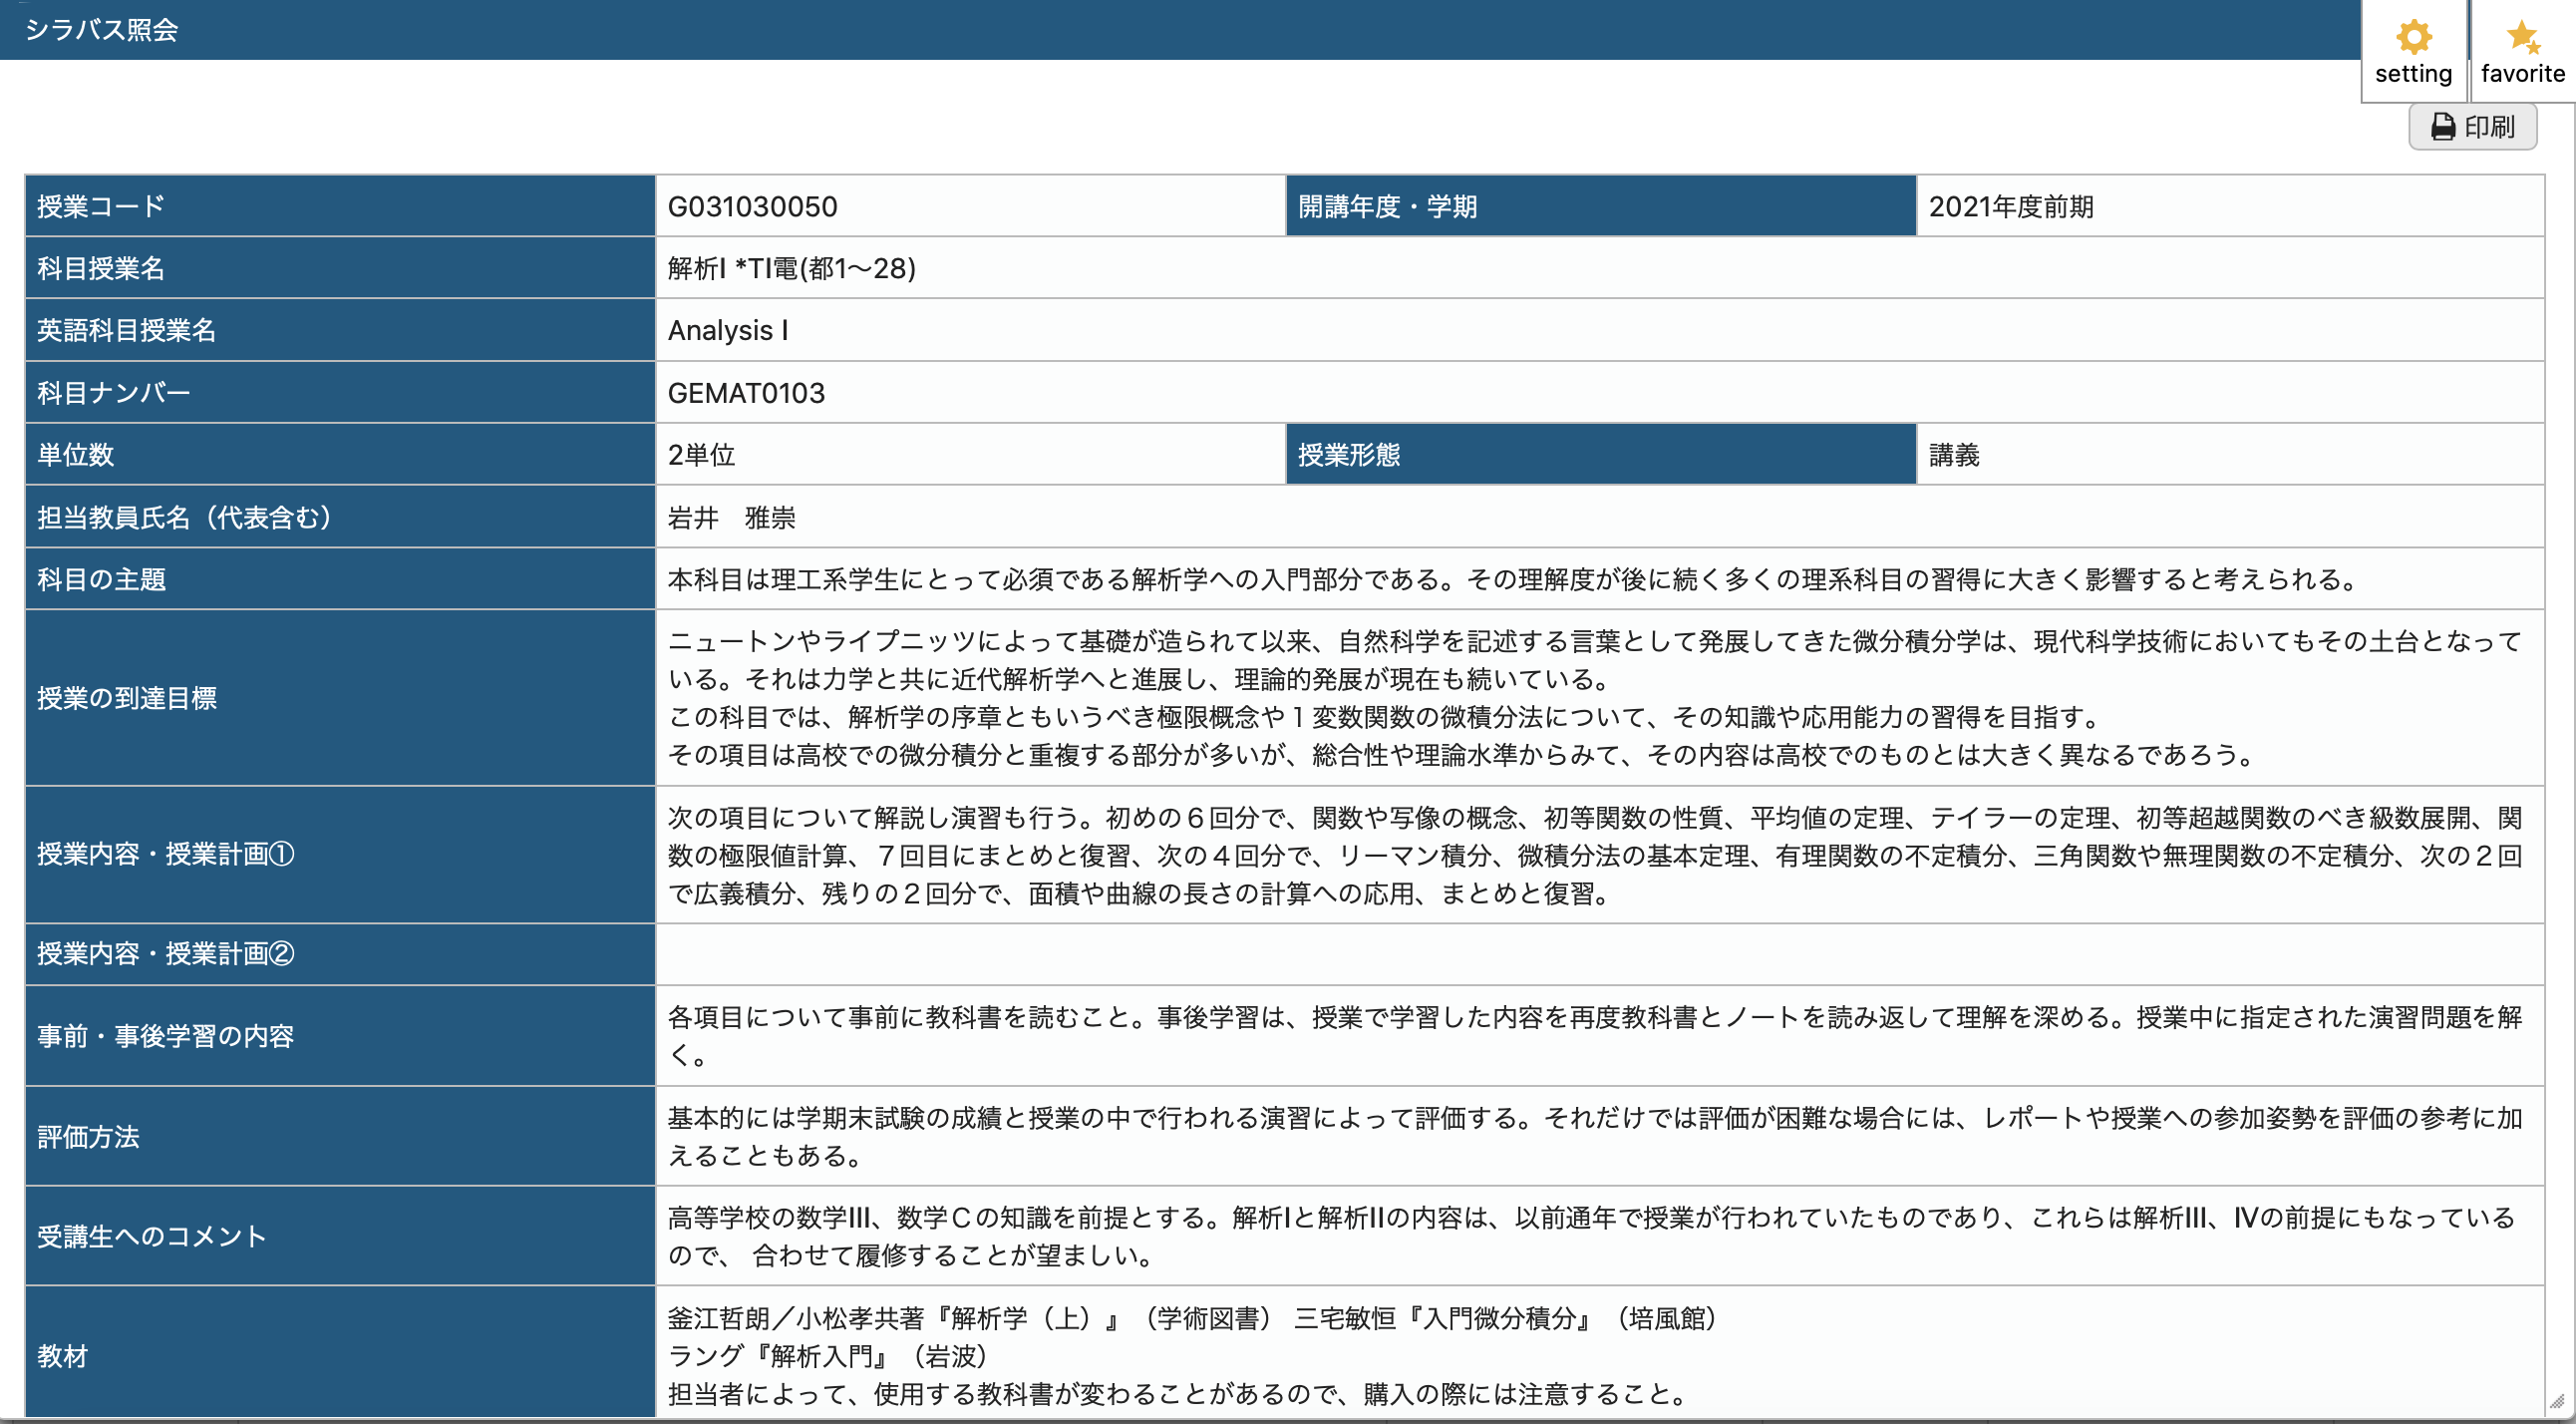 シラバス照会
setting
favorite
印刷
授業コード
G031030050
開講年度・学期
2021年度前期
科目授業名
解析Ⅰ *TⅠ電(都1～28)
英語科目授業名
Analysis Ⅰ
科目ナンバー
GEMAT0103
単位数
2単位
授業形態
講義
担当教員氏名（代表含む）
岩井　雅崇
科目の主題
本科目は理工系学生にとって必須である解析学への入門部分である。その理解度が後に続く多くの理系科目の習得に大きく影響すると考えられる。
授業の到達目標
ニュートンやライプニッツによって基礎が造られて以来、自然科学を記述する言葉として発展してきた微分積分学は、現代科学技術においてもその土台となって
いる。それは力学と共に近代解析学へと進展し、理論的発展が現在も続いている。
この科目では、解析学の序章ともいうべき極限概念や１変数関数の微積分法について、その知識や応用能力の習得を目指す。
その項目は高校での微分積分と重複する部分が多いが、総合性や理論水準からみて、その内容は高校でのものとは大きく異なるであろう。
授業内容・授業計画①
次の項目について解説し演習も行う。初めの６回分で、関数や写像の概念、初等関数の性質、平均値の定理、テイラーの定理、初等超越関数のべき級数展開、関
数の極限値計算、７回目にまとめと復習、次の４回分で、リーマン積分、微積分法の基本定理、有理関数の不定積分、三角関数や無理関数の不定積分、次の２回
で広義積分、残りの２回分で、面積や曲線の長さの計算への応用、まとめと復習。
授業内容・授業計画②
事前・事後学習の内容
各項目について事前に教科書を読むこと。事後学習は、授業で学習した内容を再度教科書とノートを読み返して理解を深める。授業中に指定された演習問題を解
く。
評価方法
基本的には学期末試験の成績と授業の中で行われる演習によって評価する。それだけでは評価が困難な場合には、レポートや授業への参加姿勢を評価の参考に加
えることもある。
受講生へのコメント
高等学校の数学Ⅲ、数学Ｃの知識を前提とする。解析Ⅰと解析Ⅱの内容は、以前通年で授業が行われていたものであり、これらは解析Ⅲ、Ⅳの前提にもなっている
ので、 合わせて履修することが望ましい。
教材
釜江哲朗／小松孝共著『解析学（上）』（学術図書） 三宅敏恒『入門微分積分』（培風館）
ラング『解析入門』（岩波）
担当者によって、使用する教科書が変わることがあるので、購入の際には注意すること。